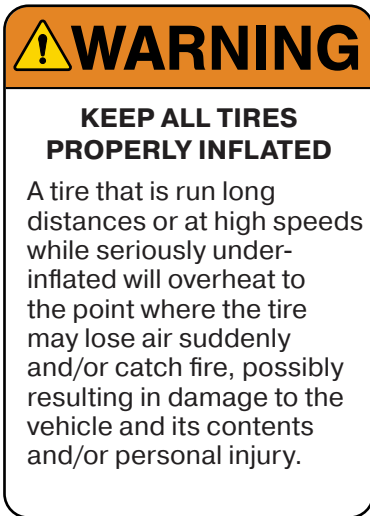 WARNING
KEEP ALL TIRES
PROPERLY INFLATED
A tire that is run long
distances or at high speeds
while seriously under-
inflated will overheat to
the point where the tire
may lose air suddenly
and/or catch fire, possibly
resulting in damage to the
vehicle and its contents
and/or personal injury.